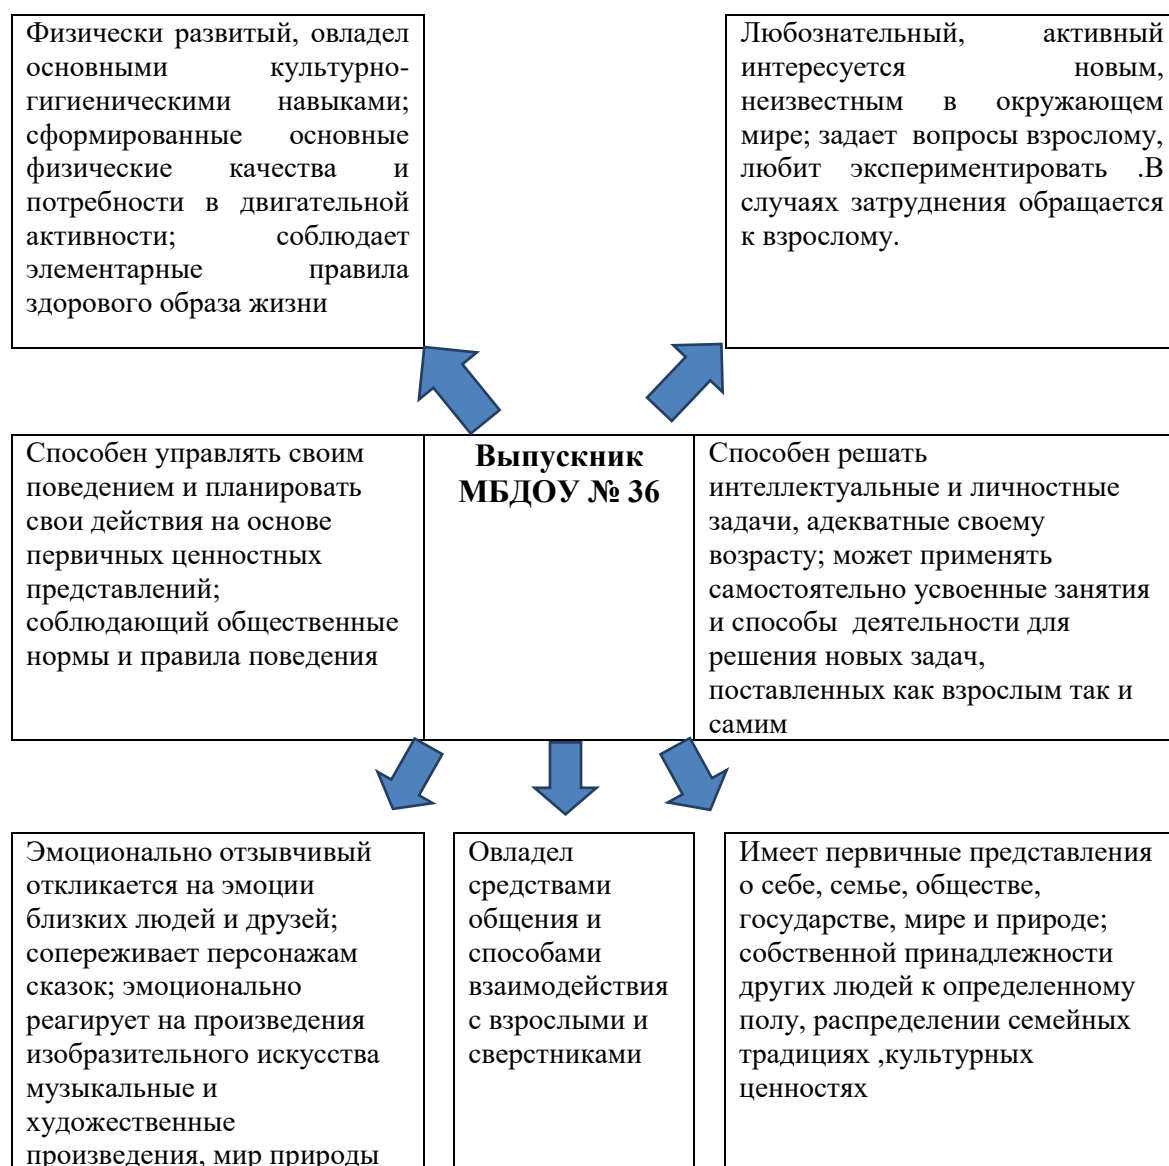 Физически развитый, овладел
основными культурно-
гигиеническими навыками;
сформированные основные
физические качества и
потребности в двигательной
активности; соблюдает
элементарные правила
здорового образа жизни
Любознательный, активный
интересуется новым,
неизвестным в окружающем
мире; задает вопросы взрослому,
любит экспериментировать .В
случаях затруднения обращается
к взрослому.
Способен управлять своим
поведением и планировать
свои действия на основе
первичных ценностных
представлений;
соблюдающий общественные
нормы и правила поведения
Выпускник
МБДОУ № 36
Способен решать
интеллектуальные и личностные
задачи, адекватные своему
возрасту; может применять
самостоятельно усвоенные занятия
и способы деятельности для
решения новых задач,
поставленных как взрослым так и
самим
Эмоционально отзывчивый
откликается на эмоции
близких людей и друзей;
сопереживает персонажам
сказок; эмоционально
реагирует на произведения
изобразительного искусства
музыкальные и
художественные
произведения, мир природы
Овладел
средствами
общения и
способами
взаимодействия
с взрослыми и
сверстниками
Имеет первичные представления
о себе, семье, обществе,
государстве, мире и природе;
собственной принадлежности
других людей к определенному
полу, распределении семейных
традициях ,культурных
ценностях